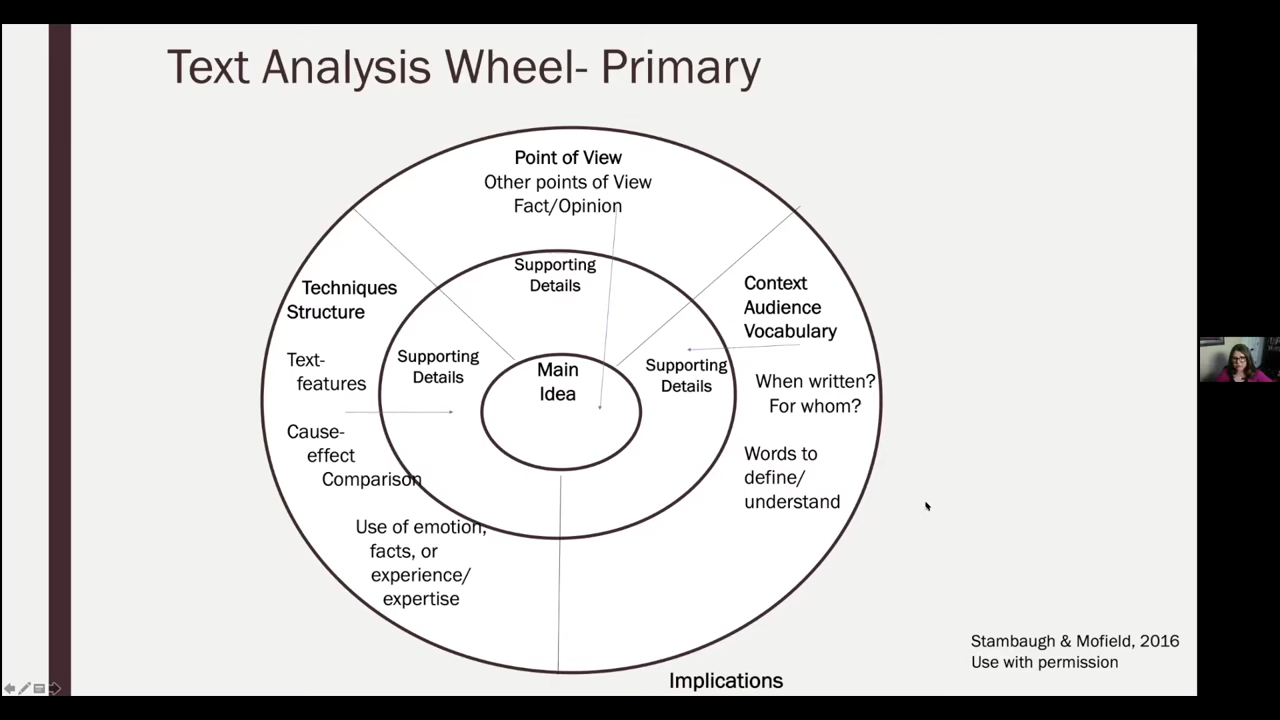 Text Analysis Wheel- Primary
Point of View
Other points of View
Fact/Opinion
Supporting
Details
Techniques
Structure
Text-
features
Cause-
effect
Comparison
Use of emotion,
facts, or
experience/
expertise
Supporting
Details
Main
Idea
Supporting
Details
Context
Audience
Vocabulary
When written?
For whom?
Words to
define/
understand
Implications
Stambaugh & Mofield, 2016
Use with permission